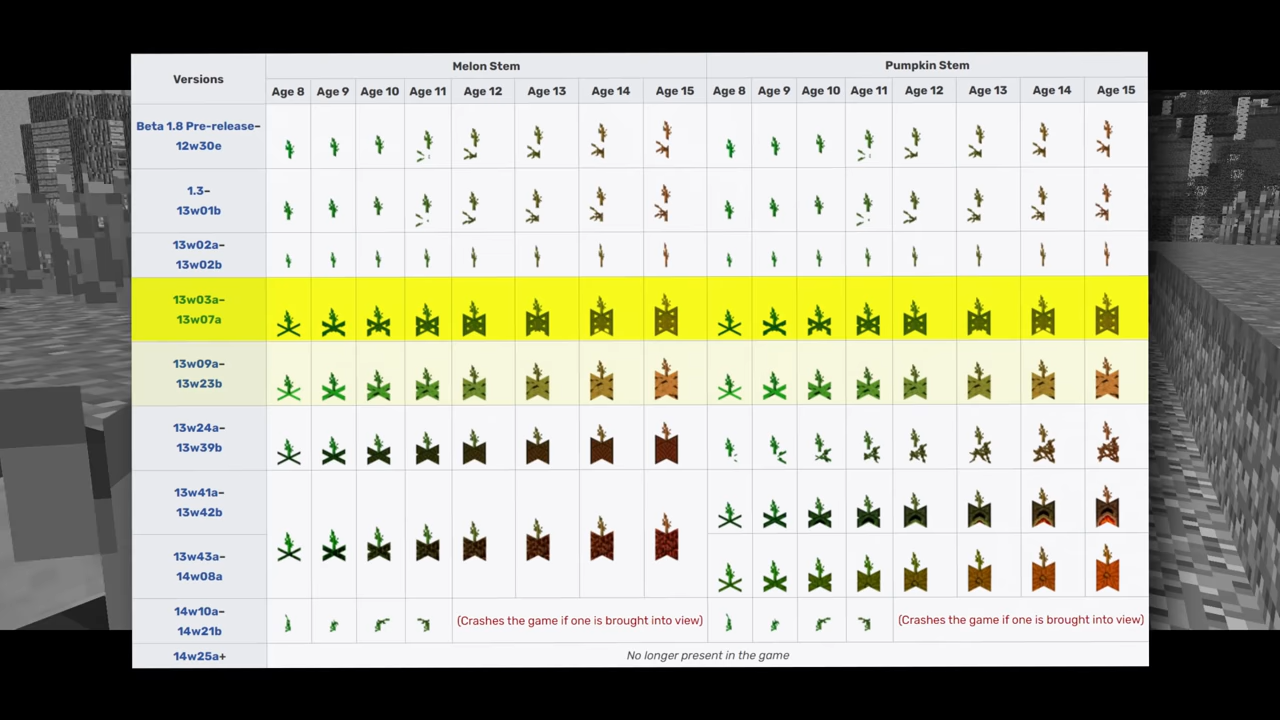 Versions
Melon Stem
Pumpkin Stem
Age 8 Age 9 Age 10 Age 11 Age 12 Age 13 Age 14 Age 15 Age 8 Age 9 Age 10 Age 11 Age 12 Age 13 Age 14 Age 15
Beta 1.8 Pre-release–
12w30e
1.3–
13w01b
13w02a–
13w02b
13w03a–
13w07a
13w09a–
13w23b
13w24a–
13w39b
13w41a–
13w42b
13w43a–
14w08a
14w10a–
14w21b
(Crashes the game if one is brought into view)
(Crashes the game if one is brought into view)
14w25a+
No longer present in the game